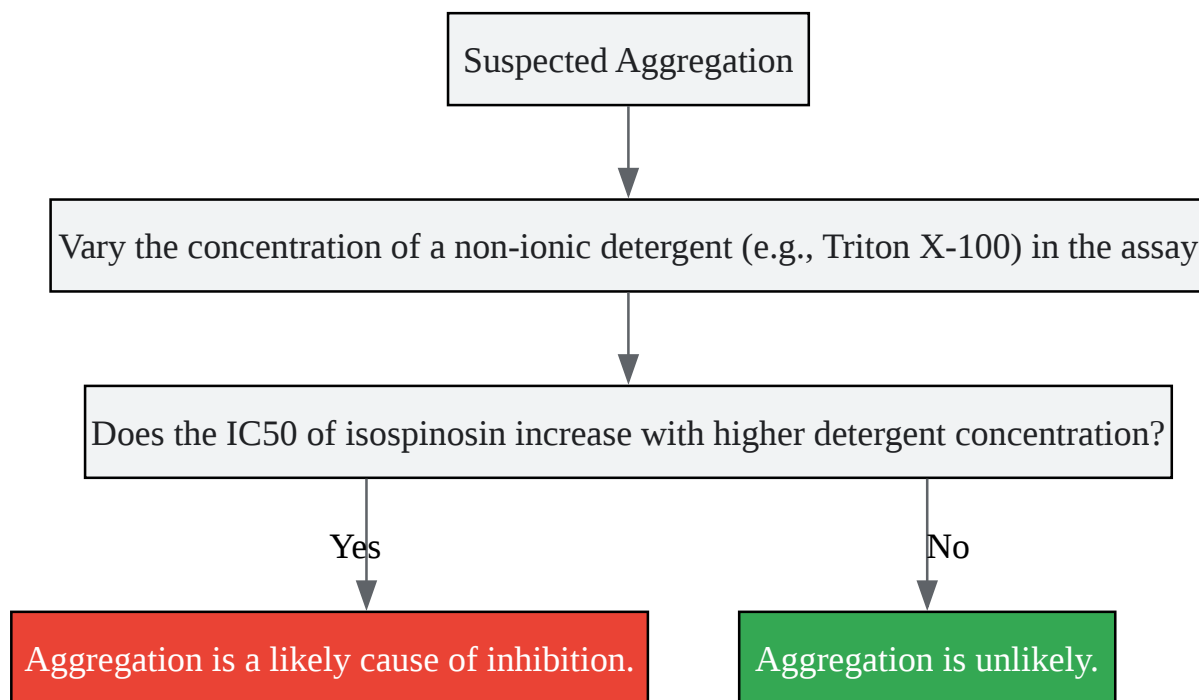 Suspected Aggregation
Vary the concentration of a non-ionic detergent (e.g., Triton X-100) in the assay
Does the IC50 of isospinosin increase with higher detergent concentration?
Yes
No
Aggregation is a likely cause of inhibition.
Aggregation is unlikely.